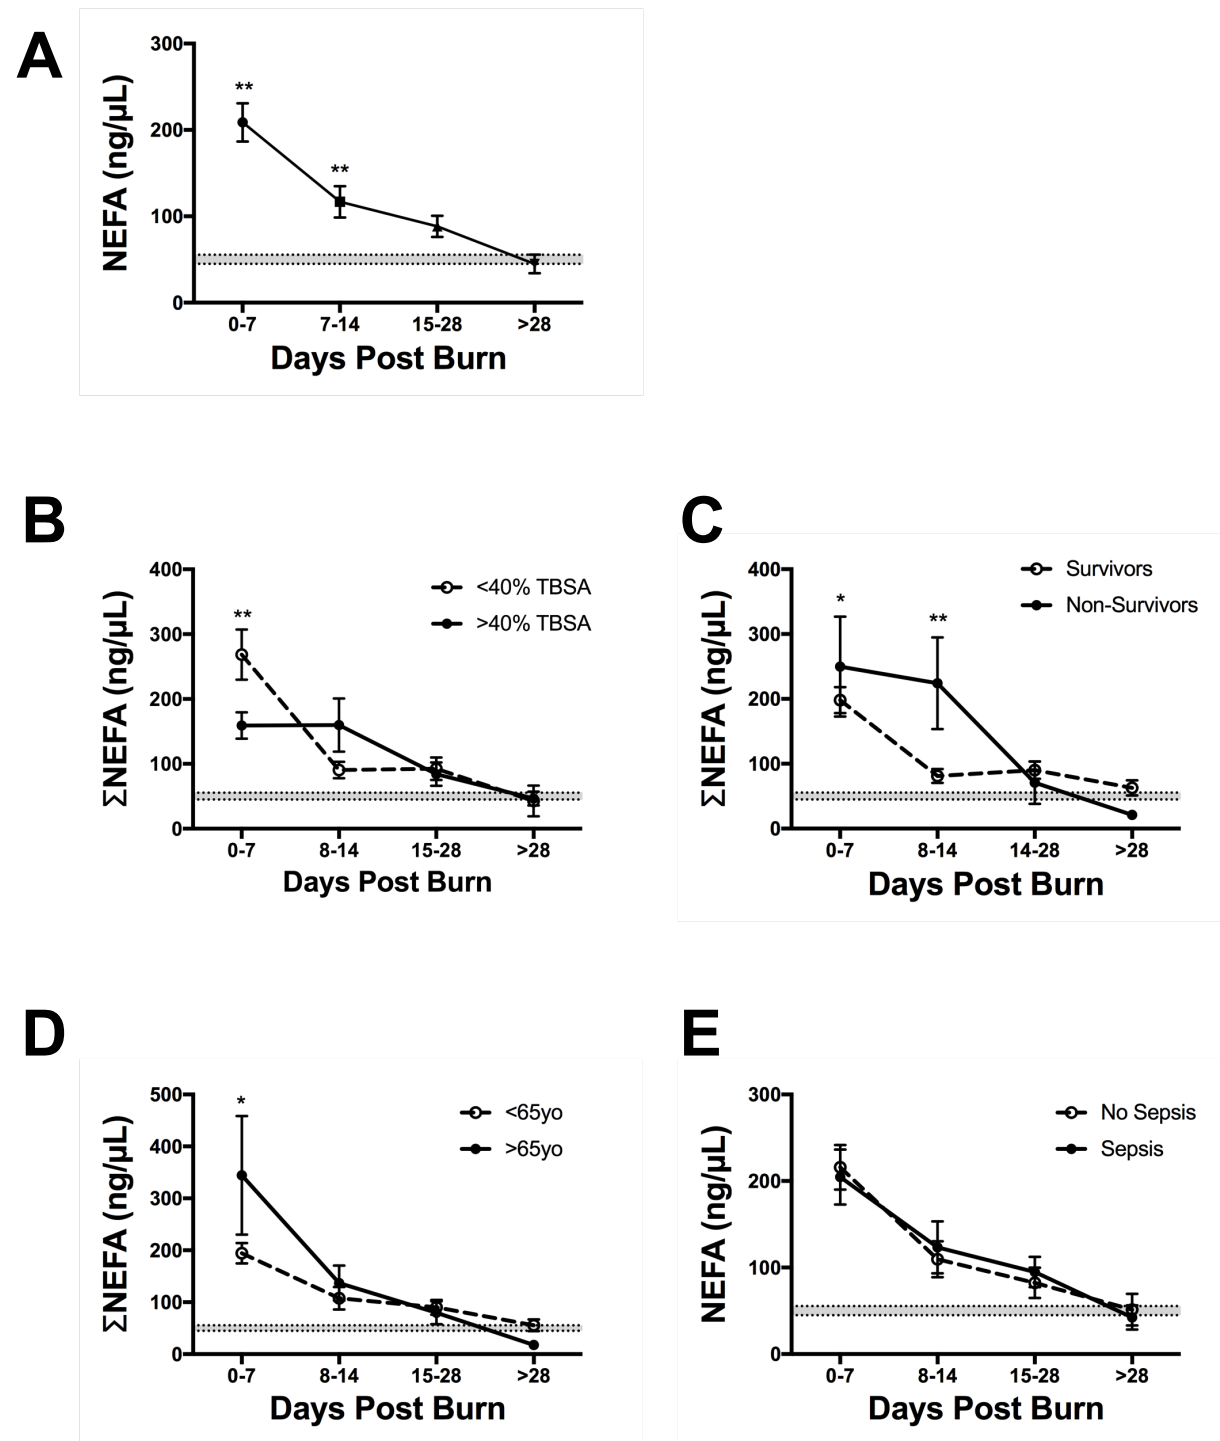 A
NEFA (ng/µL)
300
200
100
0
**
**
0-7 7-14 15-28 >28
Days Post Burn
B
ΣNEFA (ng/µL)
400
300
200
100
0
**
<40% TBSA
>40% TBSA
0-7 8-14 15-28 >28
Days Post Burn
C
ΣNEFA (ng/µL)
400
300
200
100
0
*
**
Survivors
Non-Survivors
0-7 8-14 14-28 >28
Days Post Burn
D
ΣNEFA (ng/µL)
500
400
300
200
100
0
*
<65yo
>65yo
0-7 8-14 15-28 >28
Days Post Burn
E
NEFA (ng/µL)
300
200
100
0
No Sepsis
Sepsis
0-7 8-14 15-28 >28
Days Post Burn